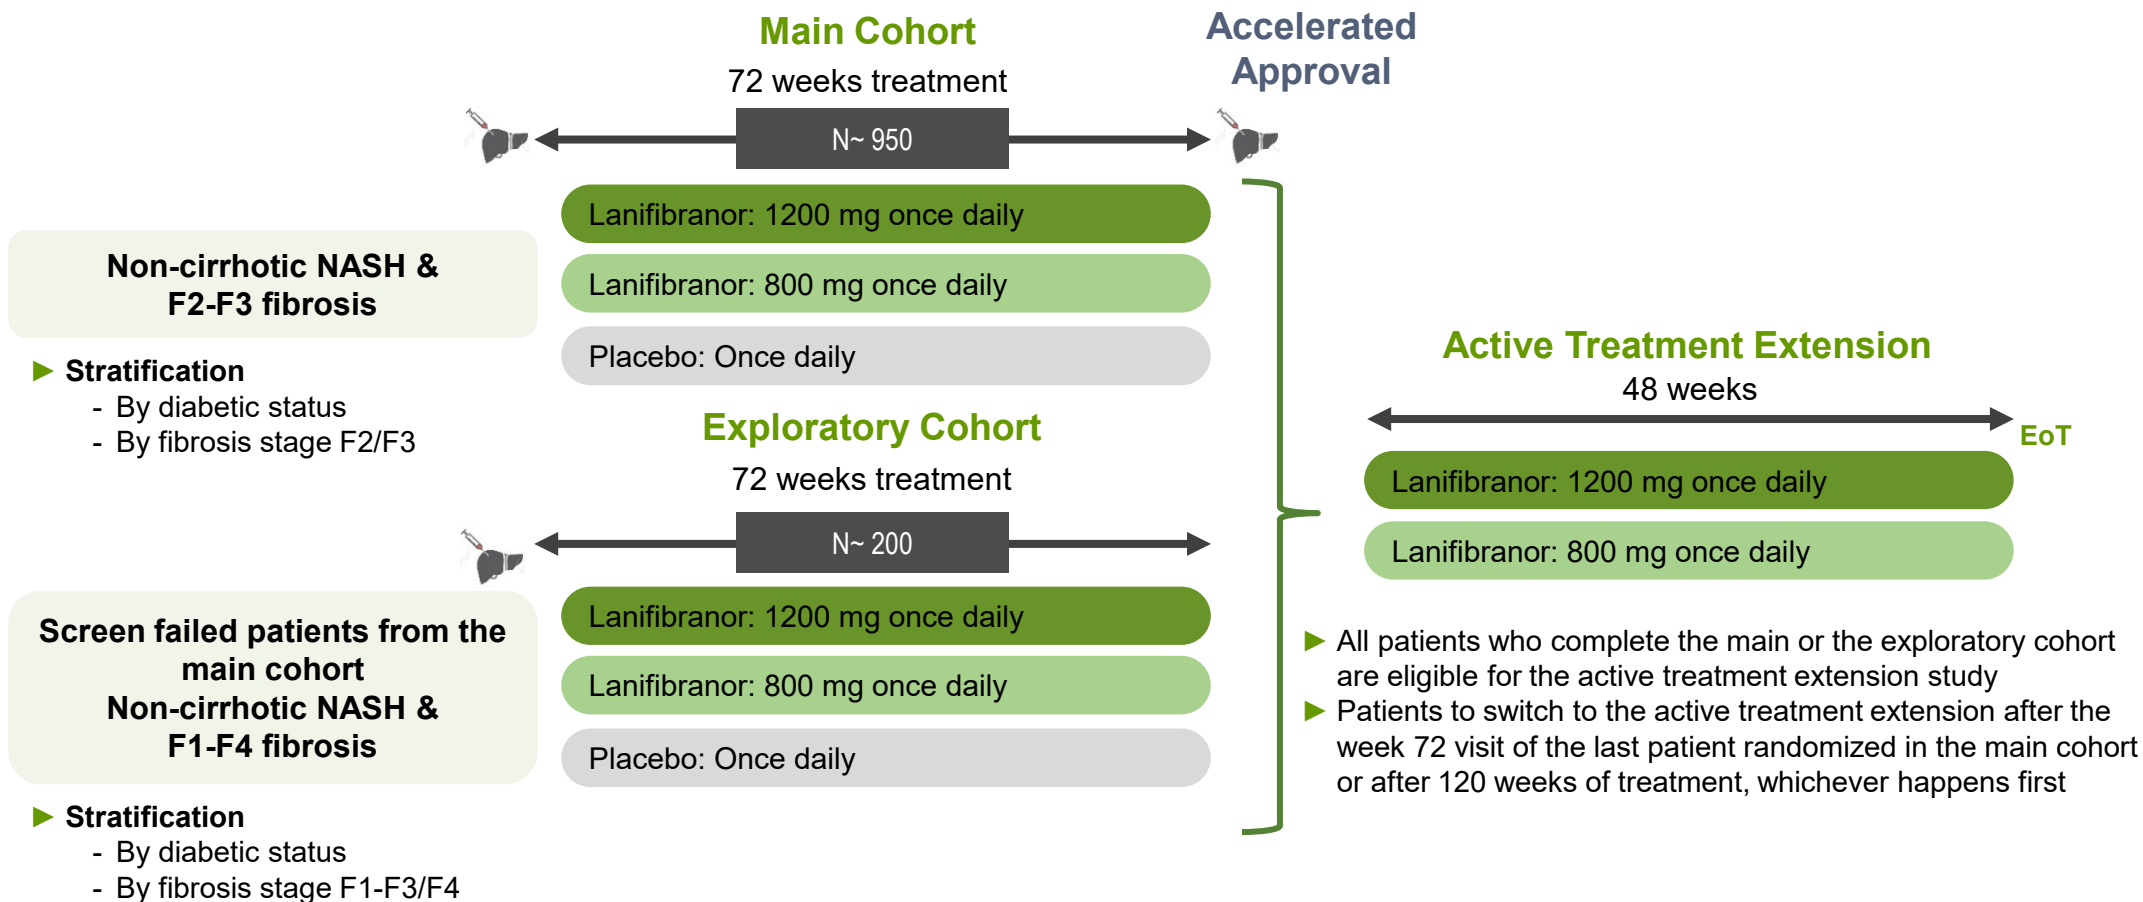 Main Cohort
72 weeks treatment
N~ 950
Accelerated
Approval
Non-cirrhotic NASH &
F2-F3 fibrosis
► Stratification
- By diabetic status
- By fibrosis stage F2/F3
Lanifibranor: 1200 mg once daily
Lanifibranor: 800 mg once daily
Placebo: Once daily
Exploratory Cohort
72 weeks treatment
N~ 200
Screen failed patients from the
main cohort
Non-cirrhotic NASH &
F1-F4 fibrosis
► Stratification
- By diabetic status
- By fibrosis stage F1-F3/F4
Lanifibranor: 1200 mg once daily
Lanifibranor: 800 mg once daily
Placebo: Once daily
Active Treatment Extension
48 weeks
EoT
Lanifibranor: 1200 mg once daily
Lanifibranor: 800 mg once daily
► All patients who complete the main or the exploratory cohort
are eligible for the active treatment extension study
► Patients to switch to the active treatment extension after the
week 72 visit of the last patient randomized in the main cohort
or after 120 weeks of treatment, whichever happens first